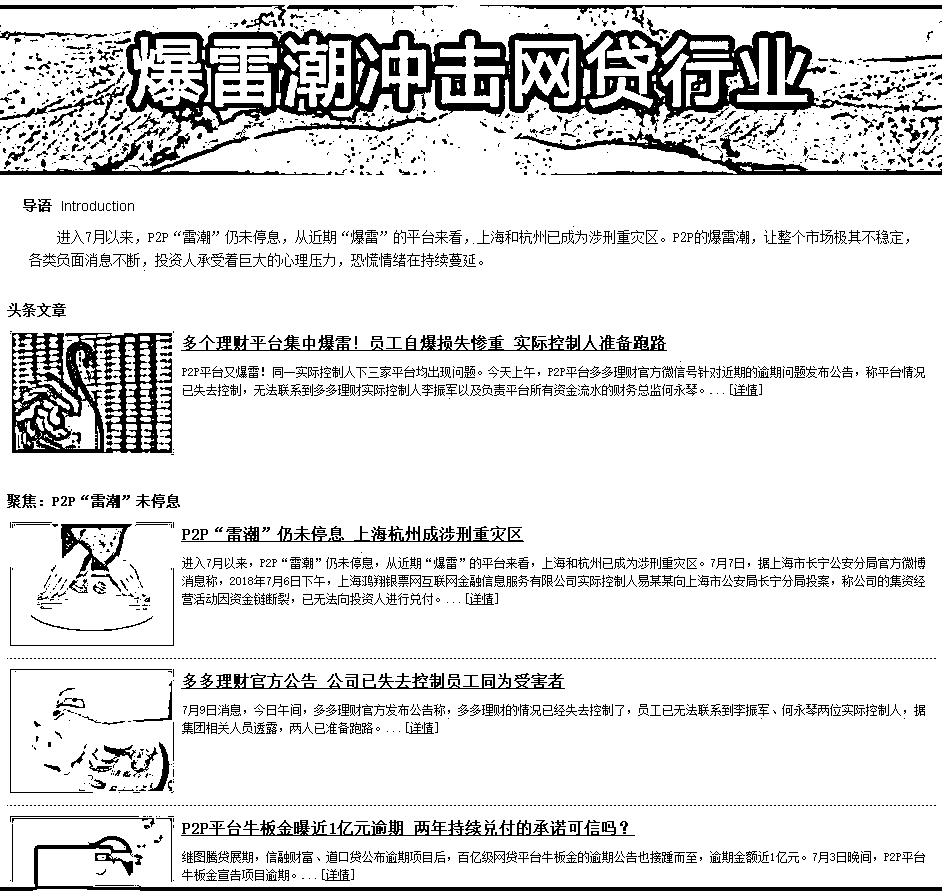 爆雷潮冲击网贷行业
导语 Introduction
进入7月以来，P2P“雷潮”仍未停息，从近期“爆雷”的平台来看，上海和杭州已成为涉刑重灾区。P2P的爆雷潮，让整个市场极其不稳定，
各类负面消息不断，投资人承受着巨大的心理压力，恐慌情绪在持续蔓延。
头条文章
多个理财平台集中爆雷！员工自爆损失惨重 实际控制人准备跑路
P2P平台又爆雷！同一实际控制人下三家平台均出现问题。今天上午，P2P平台多多理财官方微信号针对近期的逾期问题发布公告，称平台情况
已失去控制，无法联系到多多理财实际控制人李振军以及负责平台所有资金流水的财务总监何永琴。...[详情]
聚焦：P2P“雷潮”未停息
P2P“雷潮”仍未停息 上海杭州成涉刑重灾区
进入7月以来，P2P“雷潮”仍未停息，从近期“爆雷”的平台来看，上海和杭州已成为涉刑重灾区。7月7日，据上海市长宁公安分局官方微博
消息称，2018年7月6日下午，上海鸿翔银票网互联网金融信息服务有限公司实际控制人易某某向上海市公安局长宁分局投案，称公司的集资经
营活动因资金链断裂，已无法向投资人进行兑付。...[详情]
多多理财官方公告 公司已失去控制员工同为受害者
7月9日消息，今日午间，多多理财官方发布公告称，多多理财的情况已经失去控制了，员工已无法联系到李振军、何永琴两位实际控制人，据
集团相关人员透露，两人已准备跑路。...[详情]
P2P平台牛板金曝近1亿元逾期 两年持续兑付的承诺可信吗？
继图腾贷展期，信融财富、道口贷公布逾期项目后，百亿级网贷平台牛板金的逾期公告也接踵而至，逾期金额近1亿元。7月3日晚间，P2P平台
牛板金宣告项目逾期。...[详情]